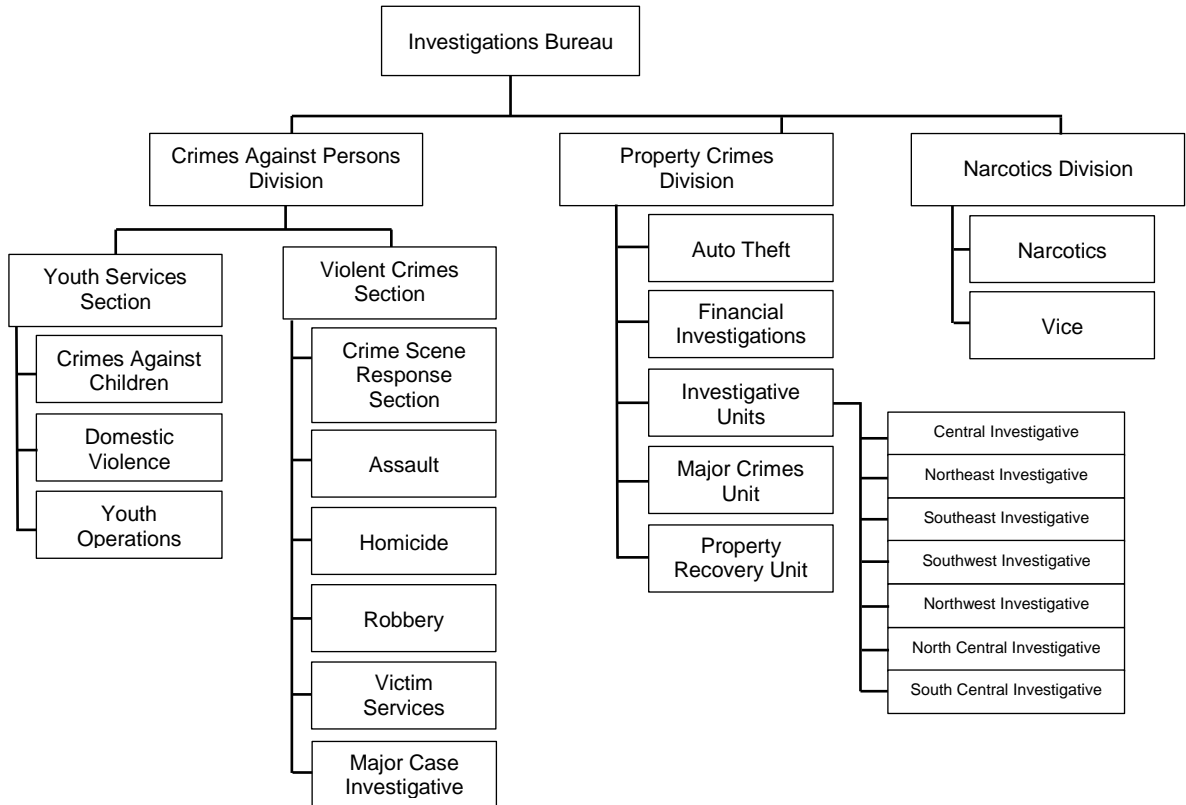 Investigations Bureau
Crimes Against Persons
Division
Property Crimes
Division
Narcotics Division
Youth Services
Section
Crimes Against
Children
Domestic
Violence
Youth
Operations
Violent Crimes
Section
Crime Scene
Response
Section
Assault
Homicide
Robbery
Victim
Services
Major Case
Investigative
Auto Theft
Financial
Investigations
Investigative
Units
Major Crimes
Unit
Property
Recovery Unit
Central Investigative
Northeast Investigative
Southeast Investigative
Southwest Investigative
Northwest Investigative
North Central Investigative
South Central Investigative
Narcotics
Vice